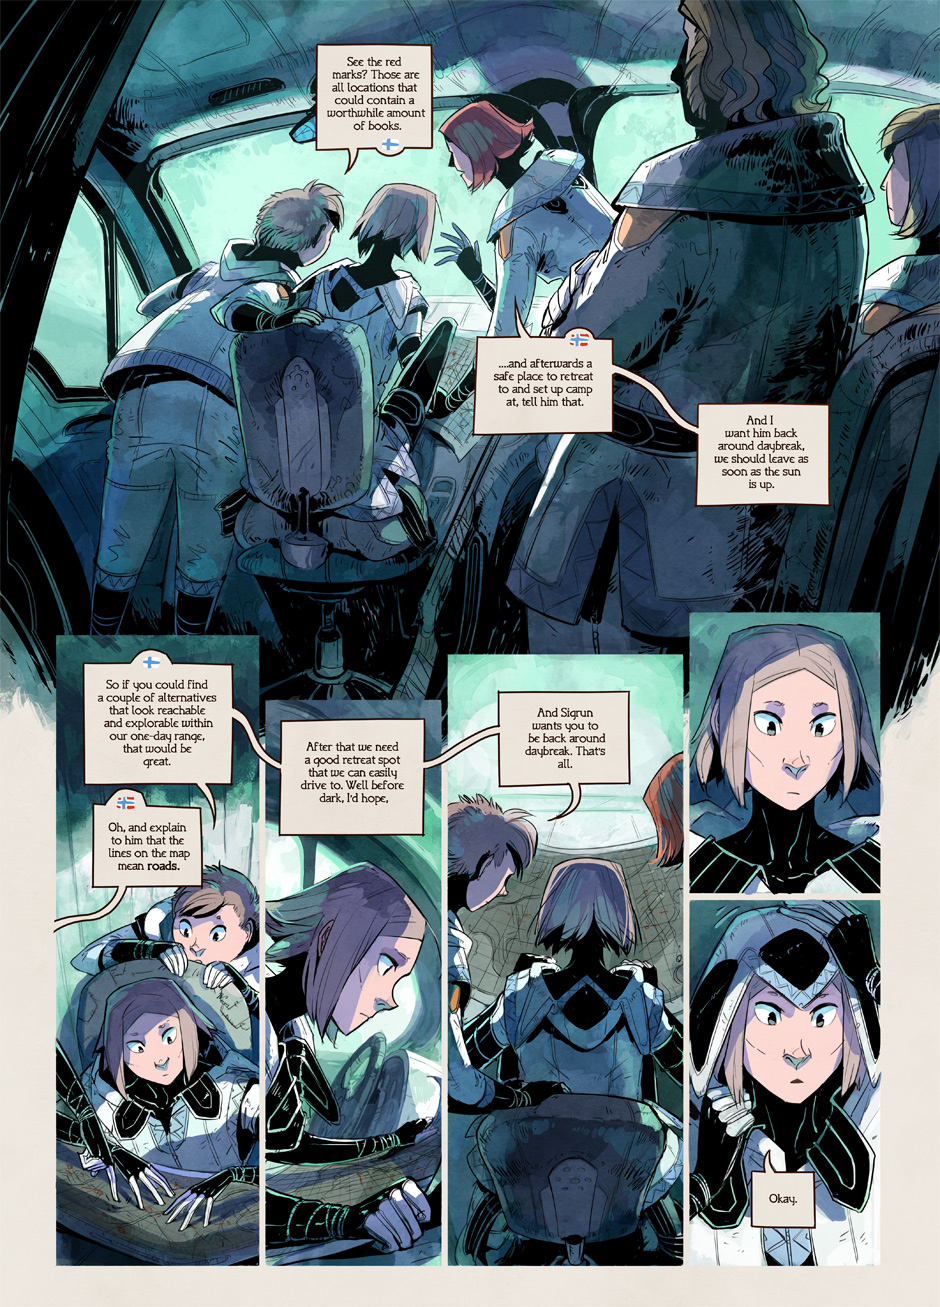 See the red
marks? Those are
all locations that
could contain a
worthwhile amount
of books.
....and afterwards a
safe place to retreat
to and set up camp
at, tell him that.
And I
want him back
around daybreak,
we should leave as
soon as the sun
is up.
So if you could find
a couple of alternatives
that look reachable
and explorable within
our one-day range,
that would be
great.
Oh, and explain
to him that the
lines on the map
mean roads.
After that we need
a good retreat spot
that we can easily
drive to. Well before
dark, I'd hope,
And Sigrun
wants you to
be back around
daybreak. That's
all.
Okay.